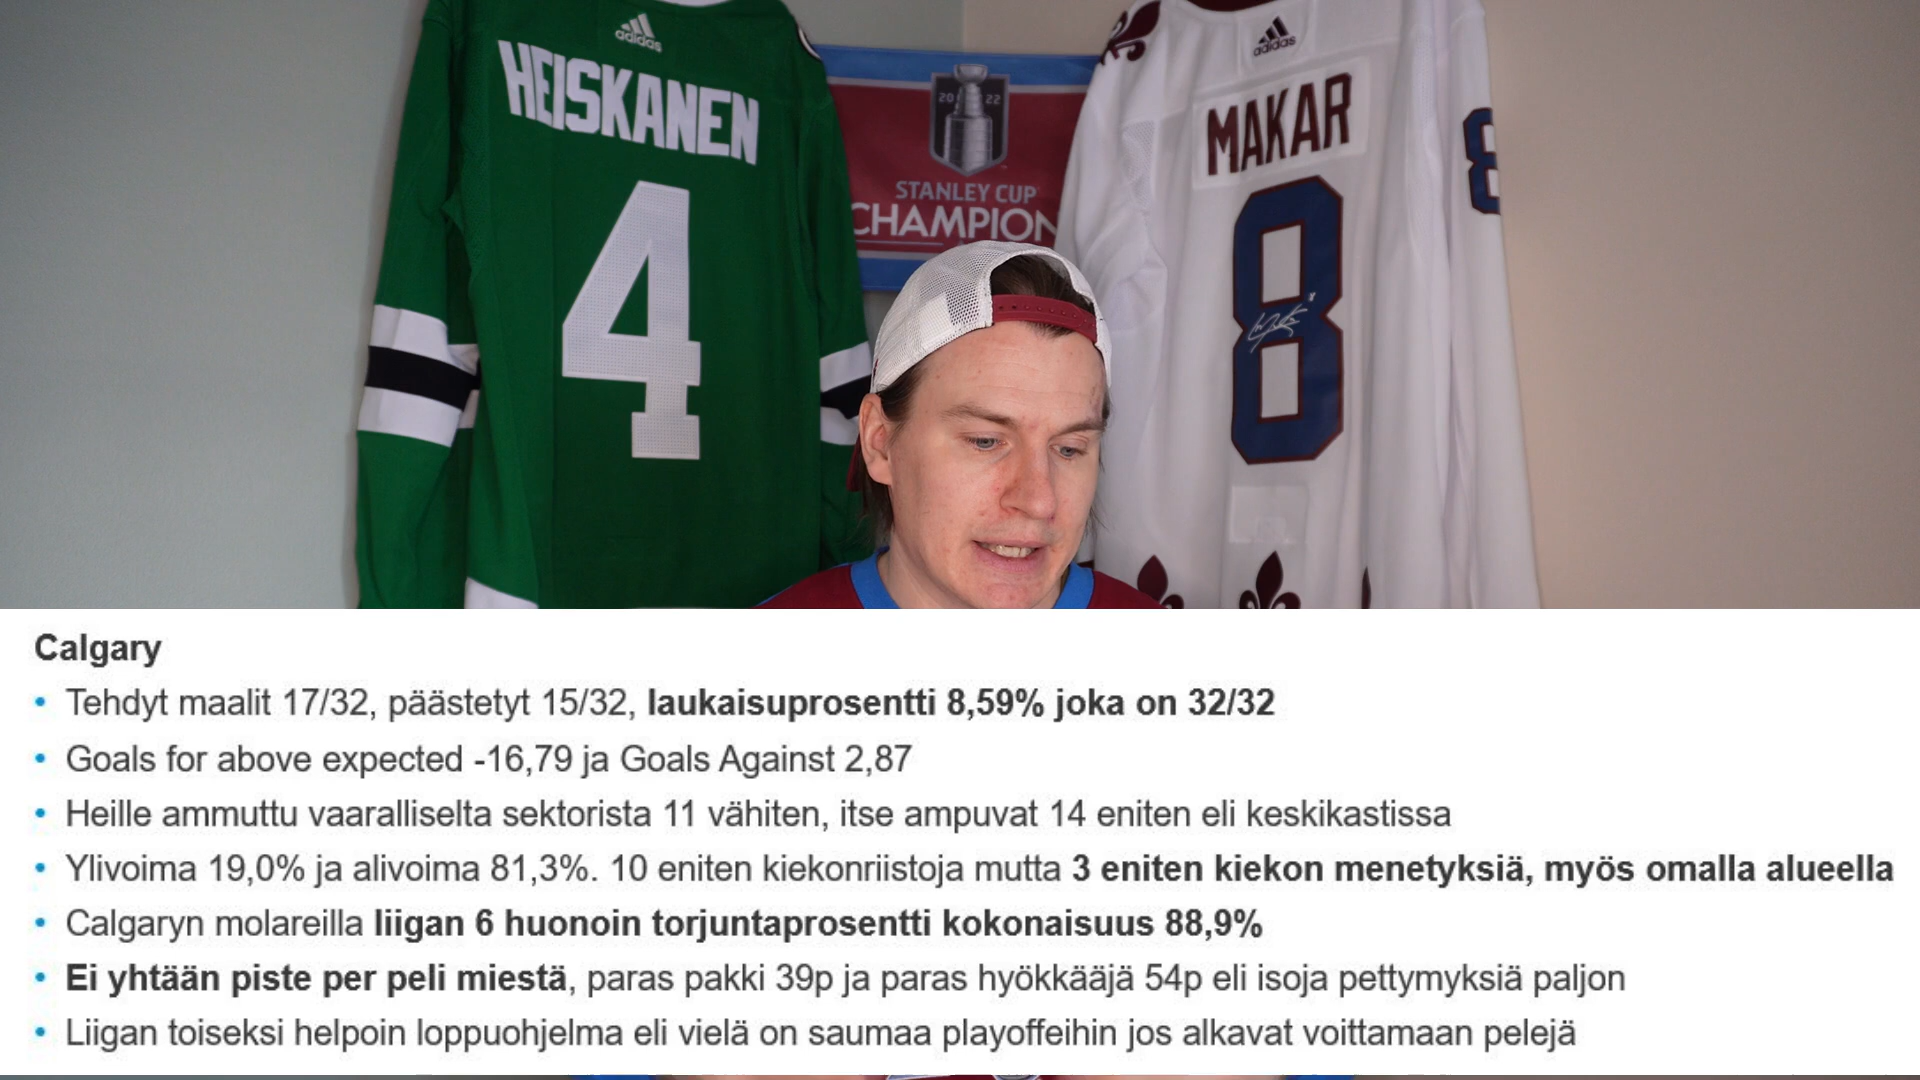 adidas
HEISKANEN
4
20 22
STANLEY CUP
CHAMPION
adidas
MAKAR
8
8
Calgary
• Tehdyt maalit 17/32, päästetyt 15/32, laukaisuprosentti 8,59% joka on 32/32
• Goals for above expected -16,79 ja Goals Against 2,87
• Heille ammuttu vaaralliselta sektorista 11 vähiten, itse ampuvat 14 eniten eli keskikastissa
• Ylivoima 19,0% ja alivoima 81,3%. 10 eniten kiekonriistoja mutta 3 eniten kiekon menetyksiä, myös omalla alueella
• Calgaryn molareilla liigan 6 huonoin torjuntaprosentti kokonaisuus 88,9%
• Ei yhtään piste per peli miestä, paras pakki 39p ja paras hyökkääjä 54p eli isoja pettymyksiä paljon
• Liigan toiseksi helpoin loppuohjelma eli vielä on saumaa playoffeihin jos alkavat voittamaan pelejä